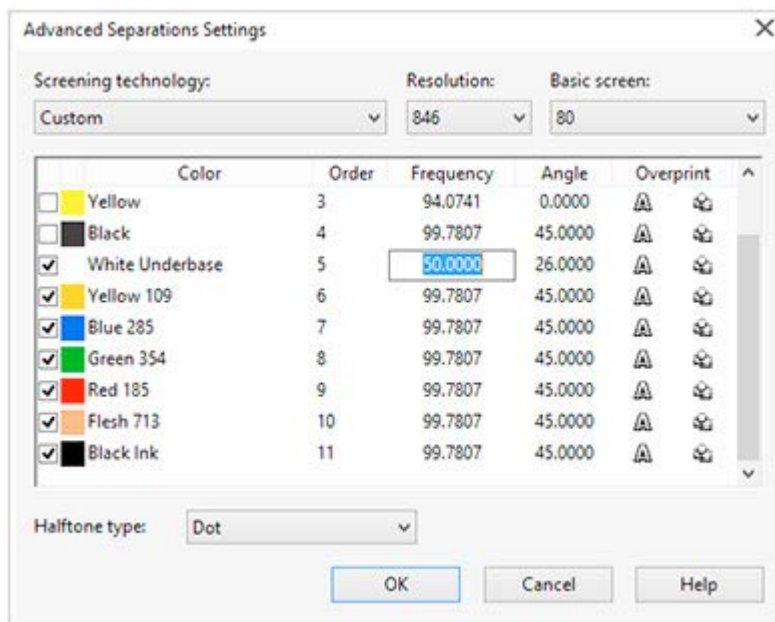 Advanced Separations Settings
Screening technology: Resolution: Basic screen:
Custom 846 80
Color Order Frequency Angle Overprint
Yellow 3 94.0741 0.0000
Black 4 99.7807 45.0000
White Underbase 5 50.0000 26.0000
Yellow 109 6 99.7807 45.0000
Blue 285 7 99.7807 45.0000
Green 354 8 99.7807 45.0000
Red 185 9 99.7807 45.0000
Flesh 713 10 99.7807 45.0000
Black Ink 11 99.7807 45.0000
Halftone type: Dot
OK Cancel Help